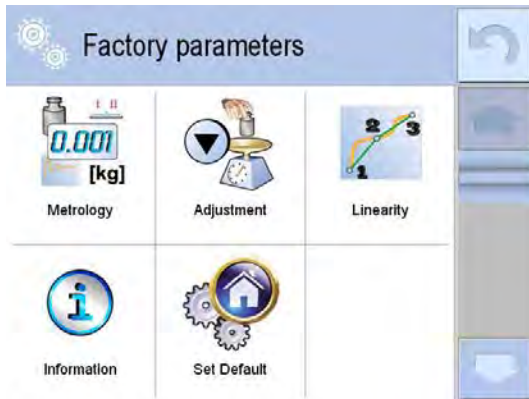 Factory parameters
0.001
[kg]
Metrology
Adjustment
1 2 3
Linearity
i
Information
Set Default